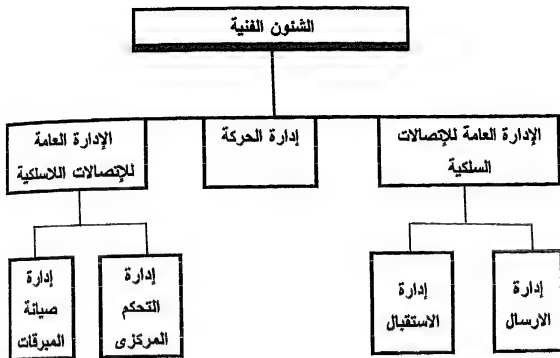 الشئون الفنية
الإدارة العامة للإتصالات
السلكية
إدارة الحركة
الإدارة العامة
للإتصالات اللاسلكية
إدارة
الارسال
إدارة
الاستقبال
إدارة
التحكم
المركزى
إدارة
صيانة
المبرقات